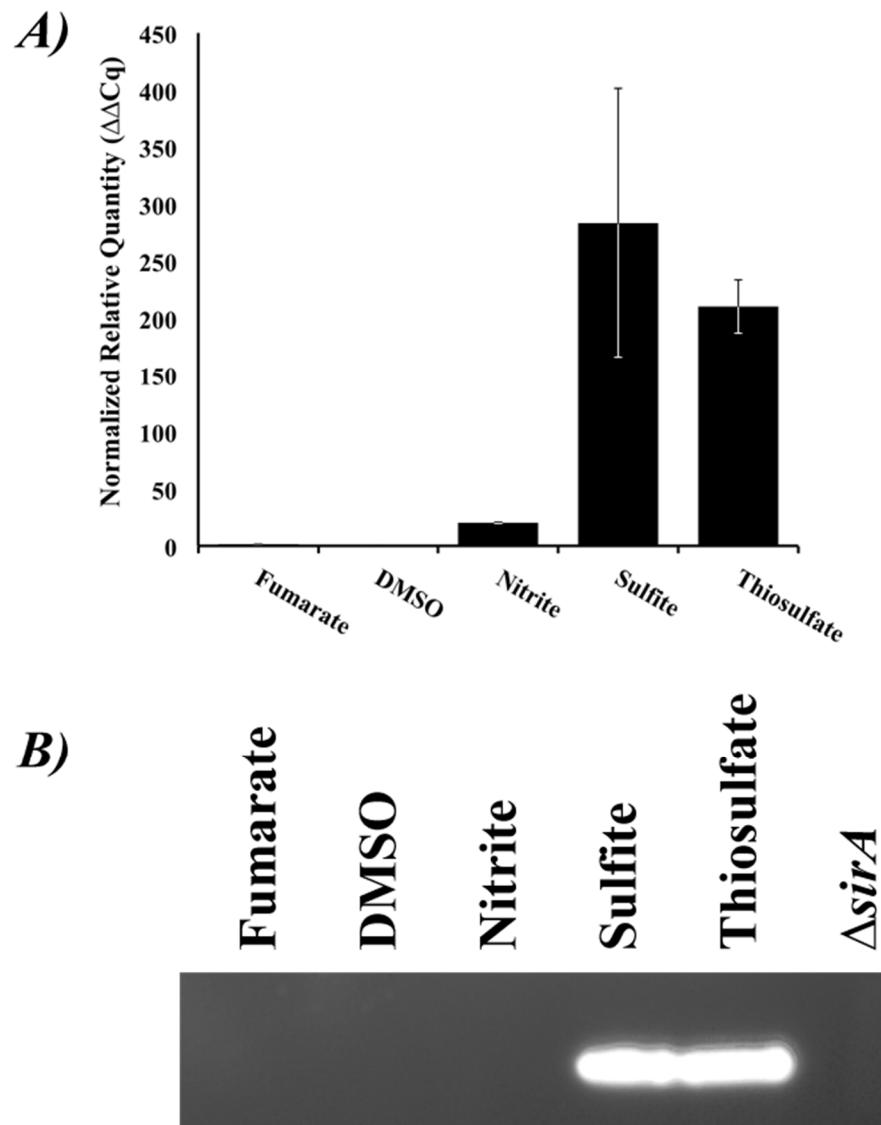 A)
Normalized Relative Quantity (ΔΔCq)
450
400
350
300
250
200
150
100
50
0
Fumarate
DMSO
Nitrite
Sulfite
Thiosulfate
B)
Fumarate
DMSO
Nitrite
Sulfite
Thiosulfate
ΔsirA